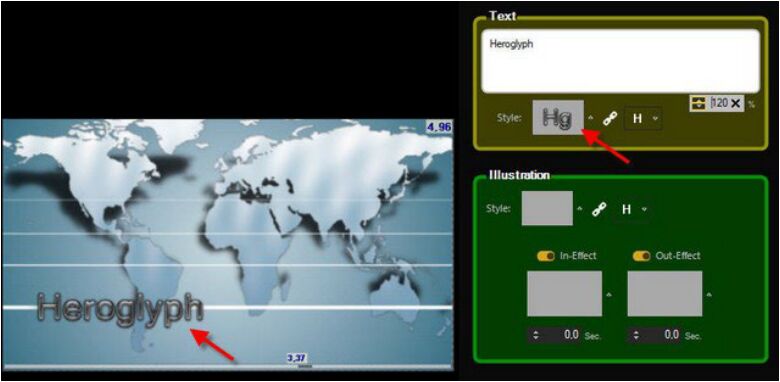 4,96
Heroglyph
3,37
Text
Heroglyph
120 %
Style: Hg H
Illustration
Style: H
In-Effect Out-Effect
0,0 Sec. 0,0 Sec.